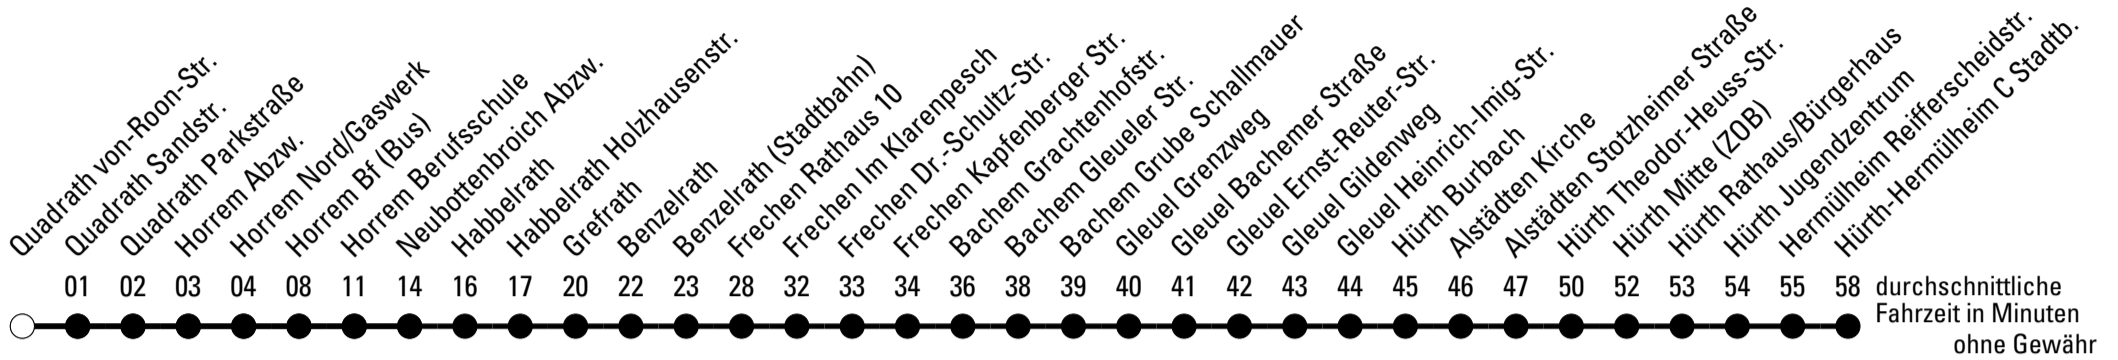 Quadrath von-Roon-Str.
Quadrath Sandstr.
Quadrath Parkstraße
Horrem Abzw.
Horrem Nord/Gaswerk
Horrem Bf (Bus)
Horrem Berufsschule
Neubottenbroich Abzw.
Habbelrath
Habbelrath Holzhausenstr.
Grefrath
Benzelrath
Benzelrath (Stadtbahn)
Frechen Rathaus 10
Frechen Im Klarenpesch
Frechen Dr.-Schultz-Str.
Frechen Kapfenberger Str.
Bachem Grachtenhofstr.
Bachem Gleueler Str.
Bachem Grube Schallmauer
Gleuel Grenzweg
Gleuel Bachemer Straße
Gleuel Ernst-Reuter-Str.
Gleuel Gildenweg
Gleuel Heinrich-Imig-Str.
Hürth Burbach
Alstädten Kirche
Alstädten Stotzheimer Straße
Hürth Theodor-Heuss-Str.
Hürth Mitte (ZOB)
Hürth Rathaus/Bürgerhaus
Hürth Jugendzentrum
Hermülheim Reifferscheidstr.
Hürth-Hermülheim C Stadtb.
01 02 03 04 08 11 14 16 17 20 22 23 28 32 33 34 36 38 39 40 41 42 43 44 45 46 47 50 52 53 54 55 58 durchschnittliche
Fahrzeit in Minuten
ohne Gewähr